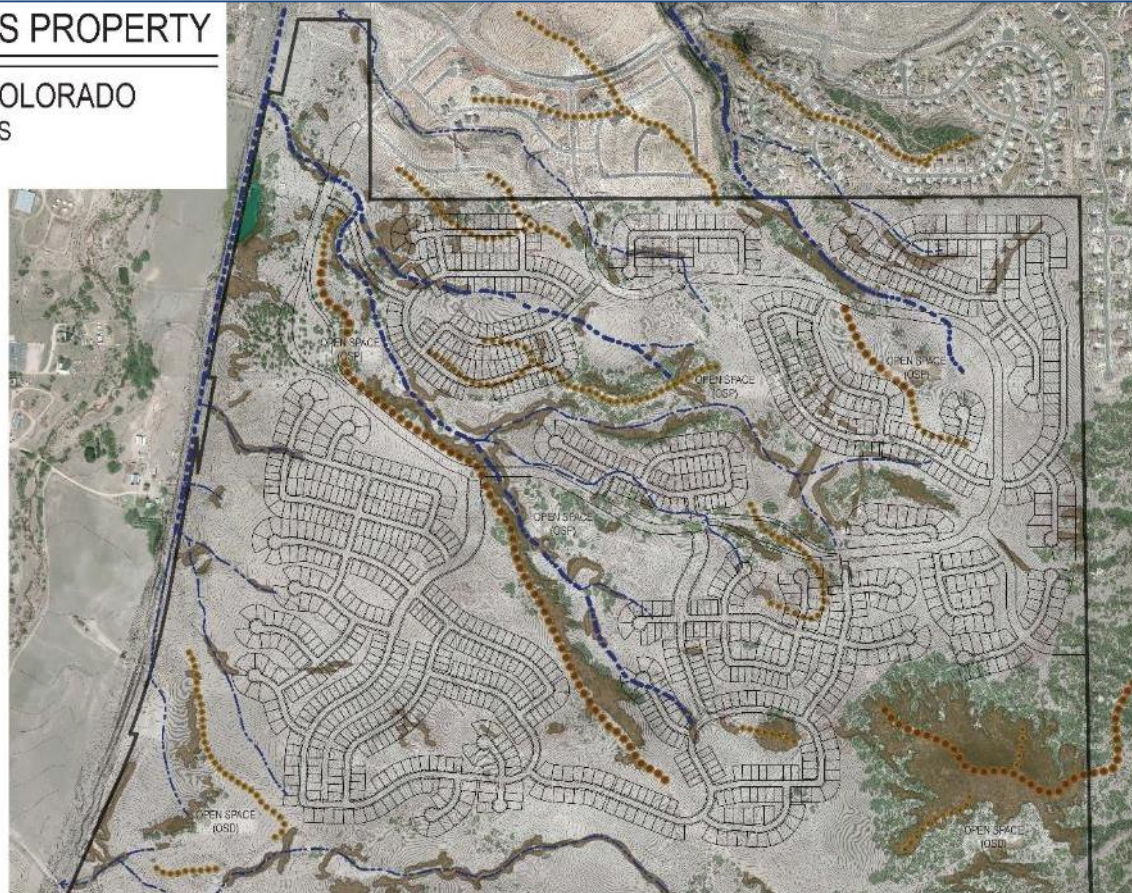 S PROPERTY
OLORADO
S
OPEN SPACE
(OSP)
OPEN SPACE
(OSP)
OPEN SPACE
(OSP)
OPEN SPACE
(OSP)
OPEN SPACE
(OSD)
OPEN SPACE
(OSD)